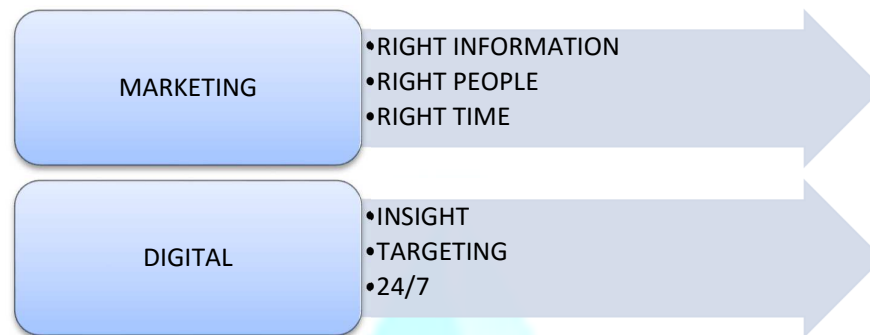 MARKETING
•RIGHT INFORMATION
•RIGHT PEOPLE
•RIGHT TIME
DIGITAL
•INSIGHT
•TARGETING
•24/7